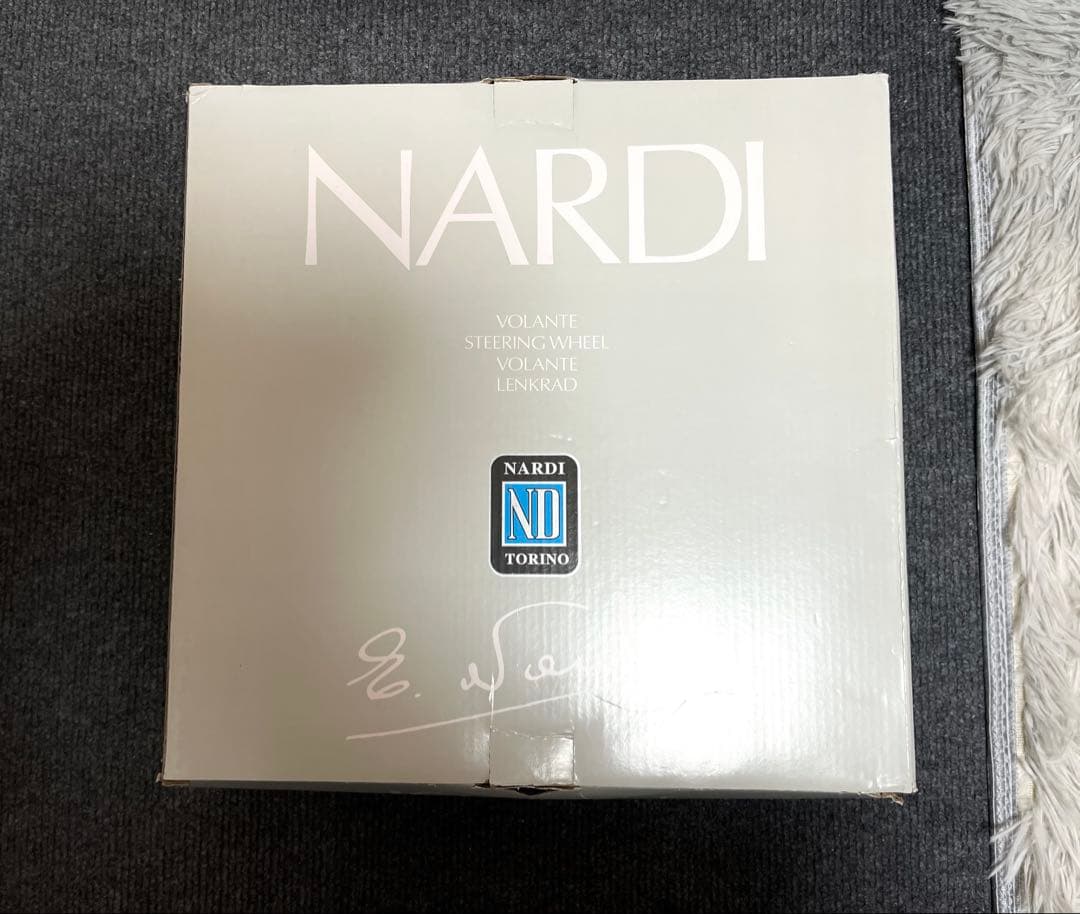 NARDI
VOLANTE
STEERING WHEEL
VOLANTE
LENKRAD
NARDI
ND
TORINO
E.